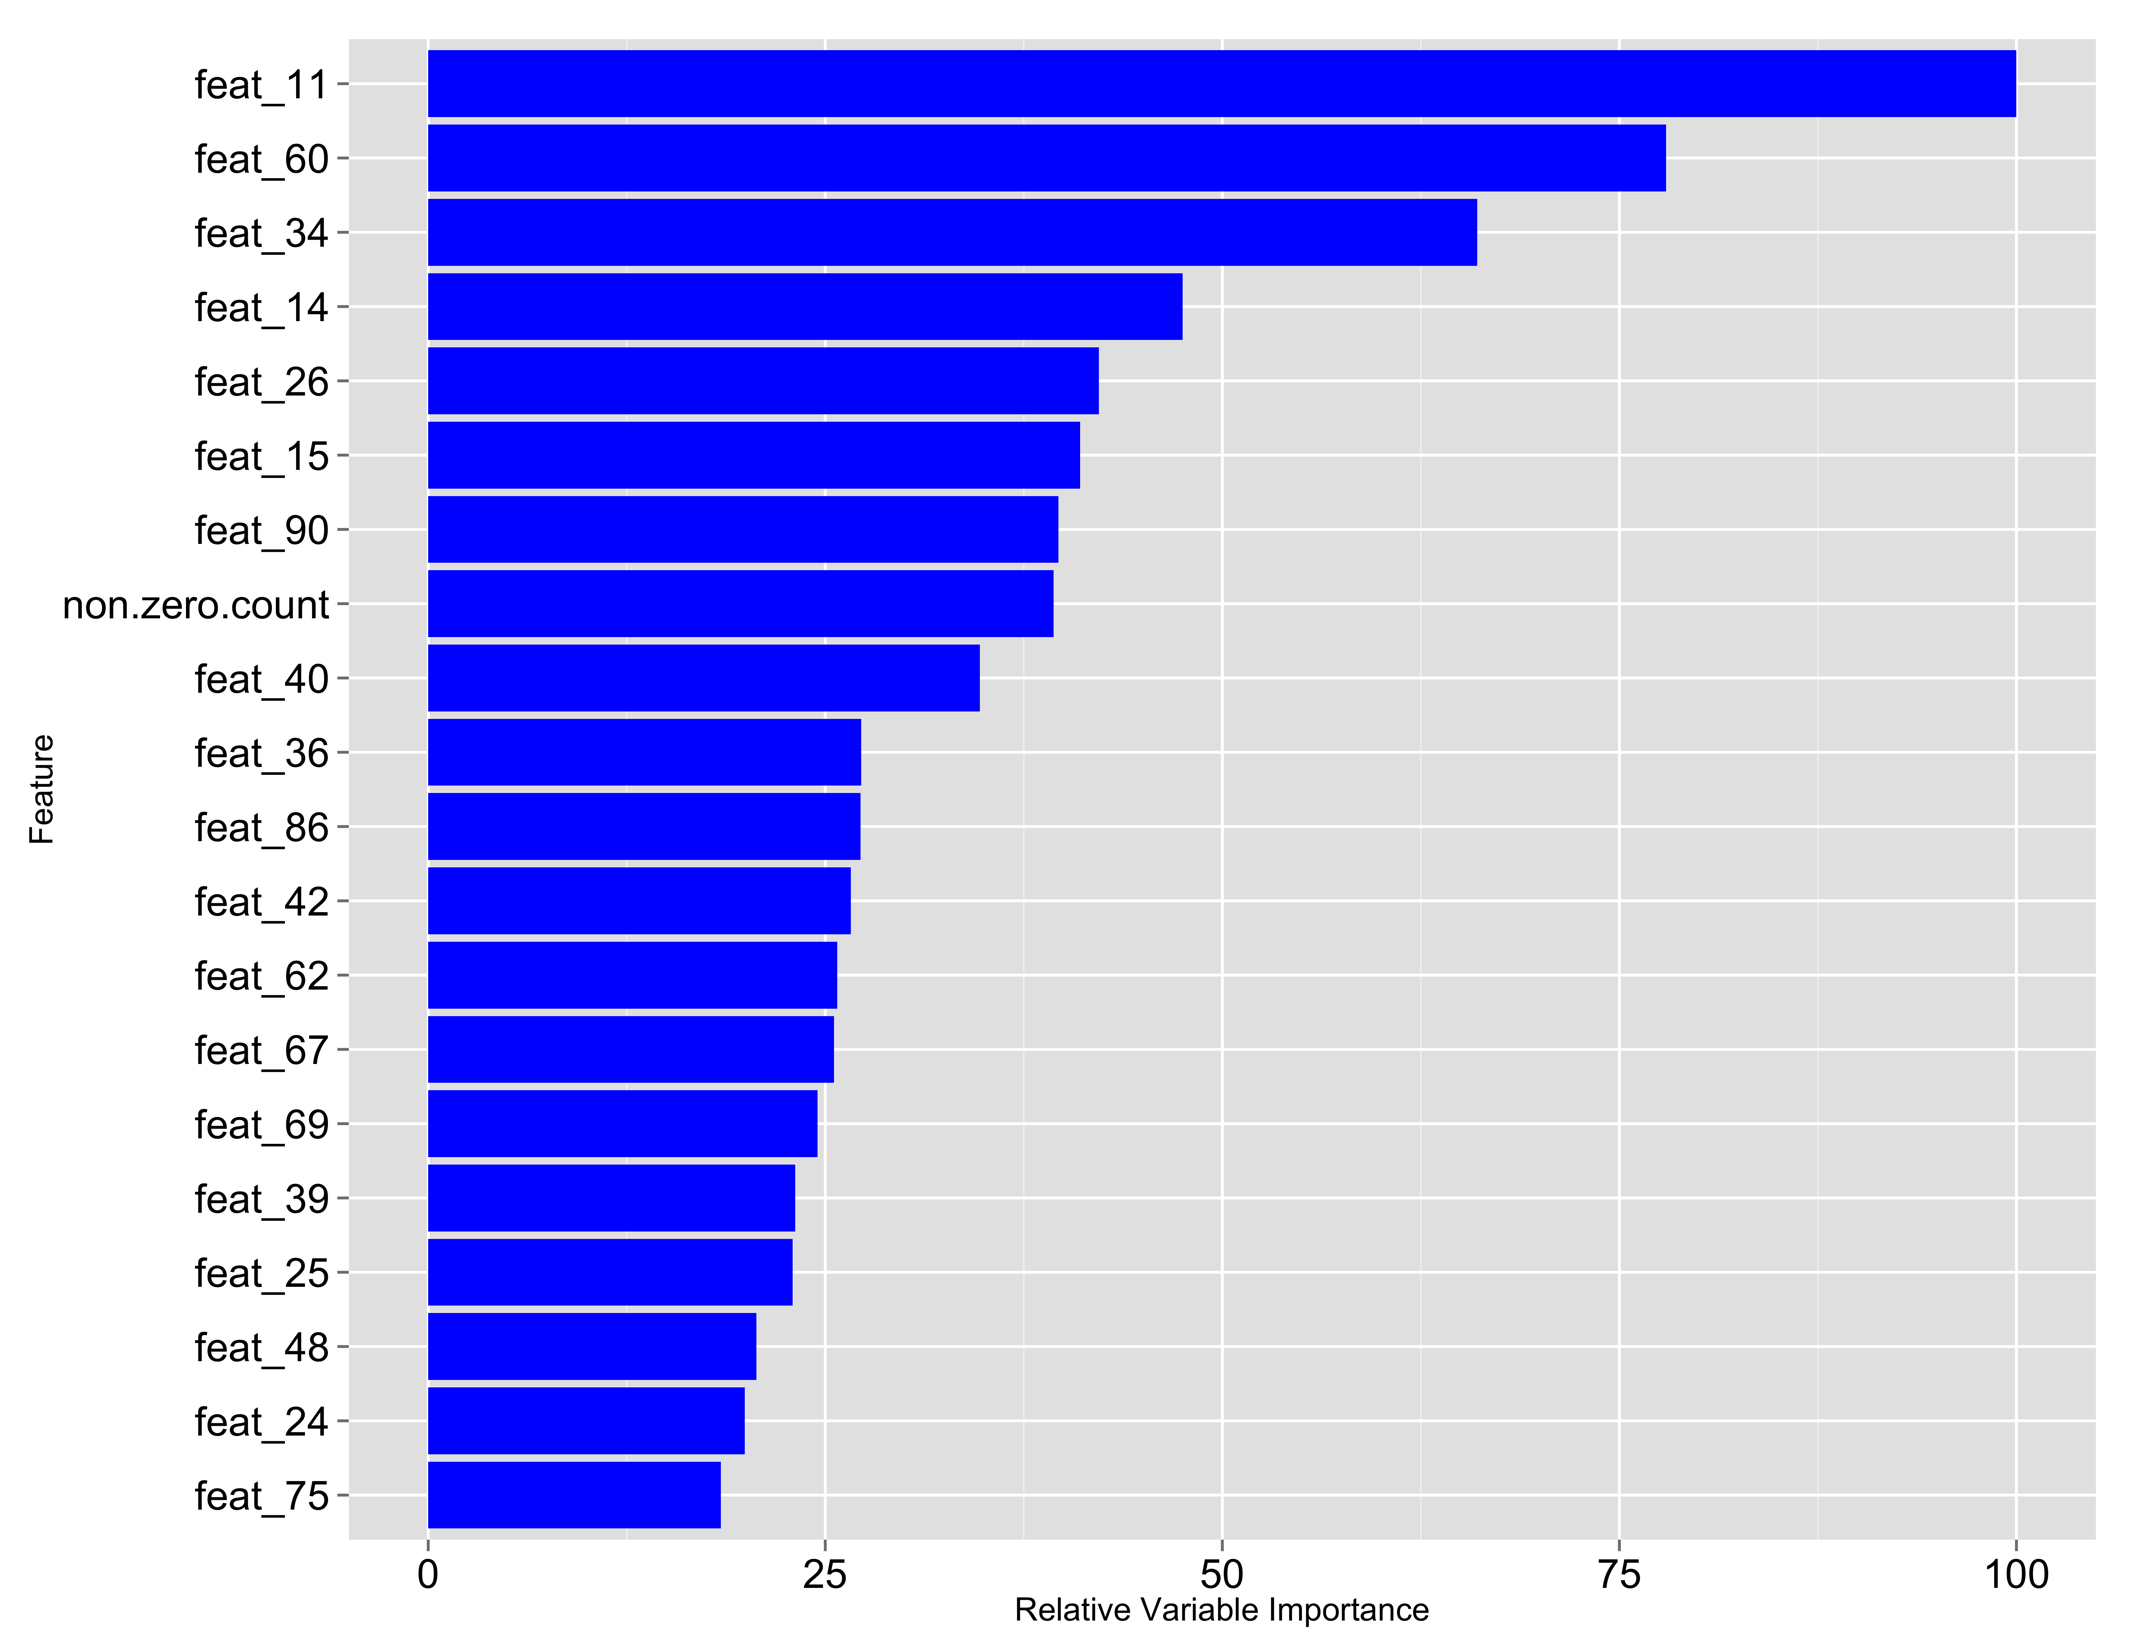 feat_11
feat_60
feat_34
feat_14
feat_26
feat_15
feat_90
non.zero.count
feat_40
feat_36
feat_86
feat_42
feat_62
feat_67
feat_69
feat_39
feat_25
feat_48
feat_24
feat_75
Feature
0 25 50 75 100
Relative Variable Importance